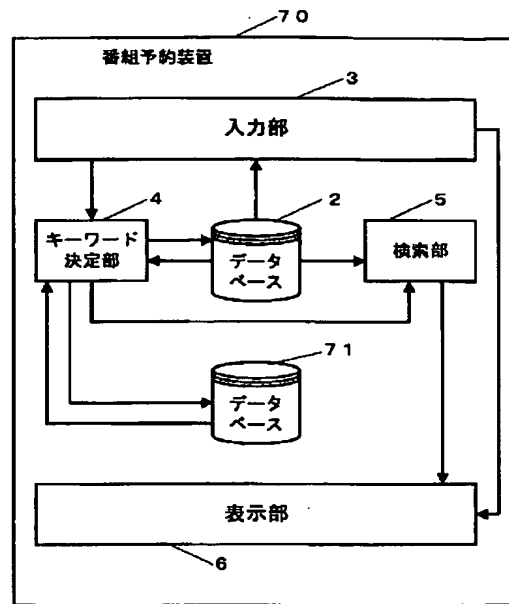 70
番組予約装置
3
入力部
4
2
5
キーワード
決定部
データ
ベース
検索部
71
データ
ベース
表示部
6